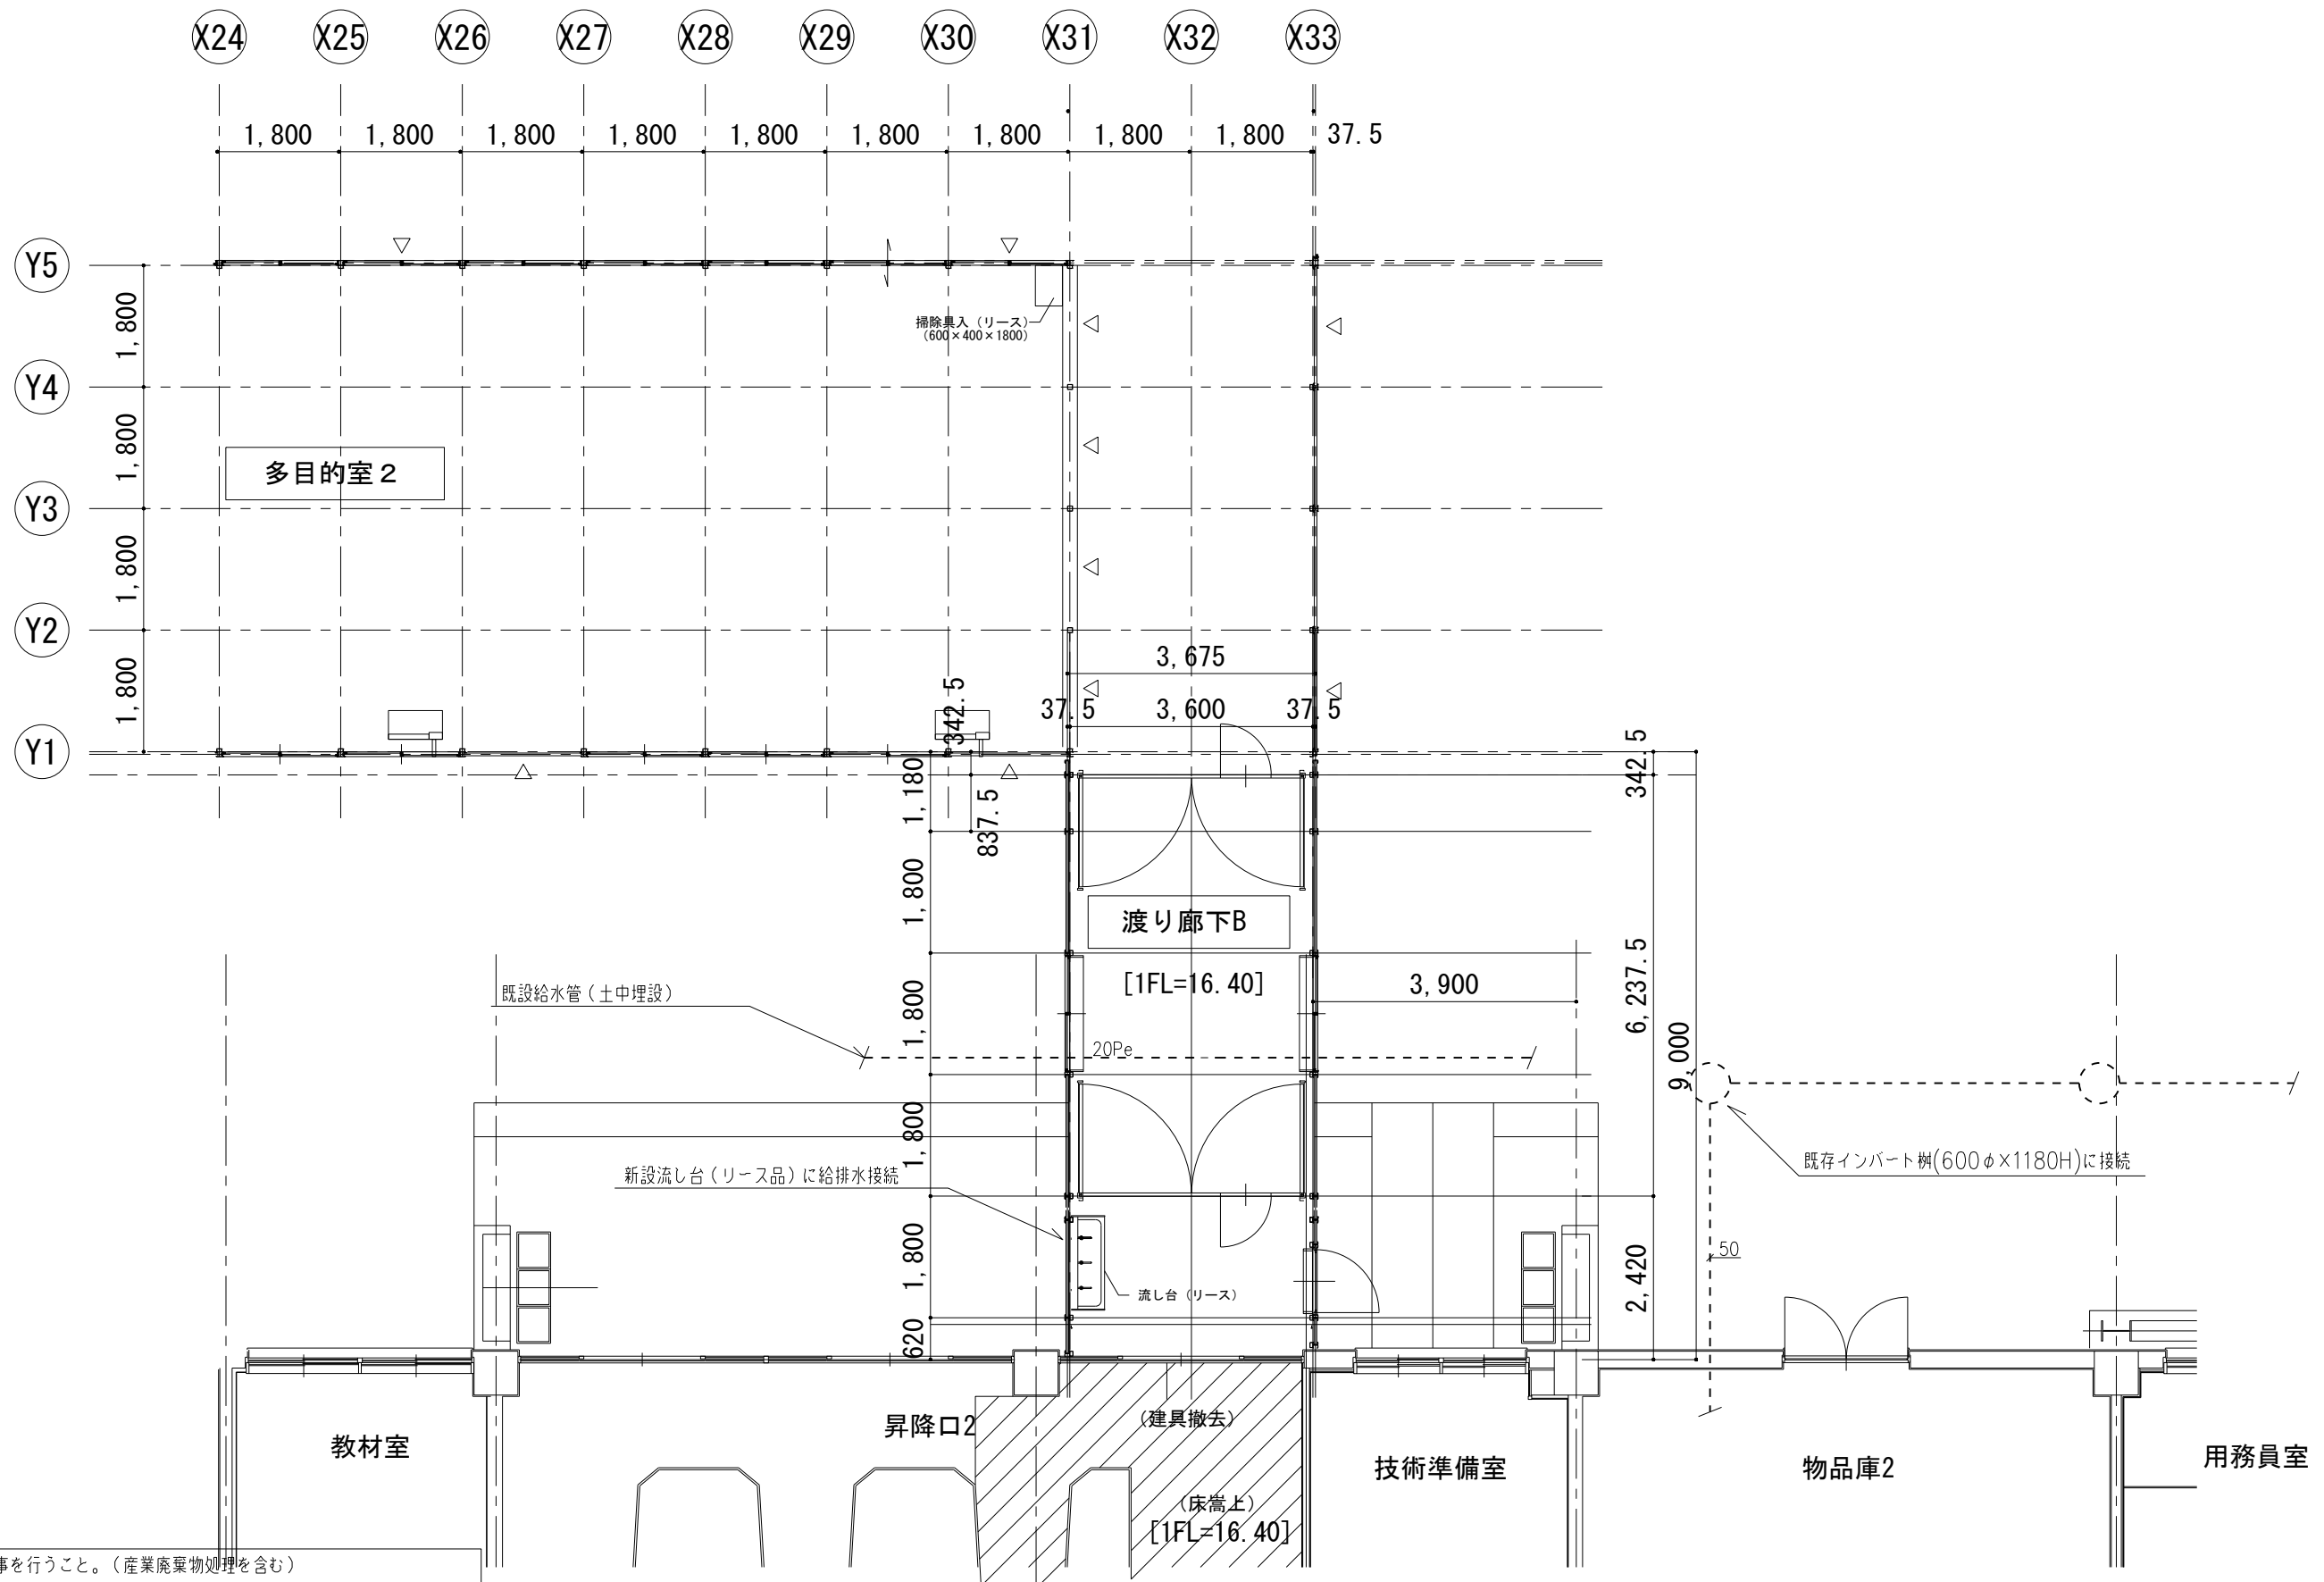 X24 X25 X26 X27 X28 X29 X30 X31 X32 X33
1,800 1,800 1,800 1,800 1,800 1,800 1,800 1,800 1,800 37.5
Y5
1,800
掃除具入（リース）
（600×400×1800）
Y4
1,800
多目的室２
Y3
1,800
Y2
1,800
3,675
37.5 3,600 37.5
342.5
Y1
342.5
1,180
837.5
1,800
渡り廊下B
[1FL=16.40]
3,900
6,237.5
9,000
既設給水管（土中埋設）
1,800
20Pe
1,800
新設流し台（リース品）に給排水接続
既存インバート桝(600φ×1180H)に接続
50
1,800
流し台（リース）
2,420
620
教材室
昇降口2
（建具撤去）
技術準備室
物品庫2
用務員室
（床嵩上）
[1FL=16.40]
事を行うこと。（産業廃棄物処理を含む）